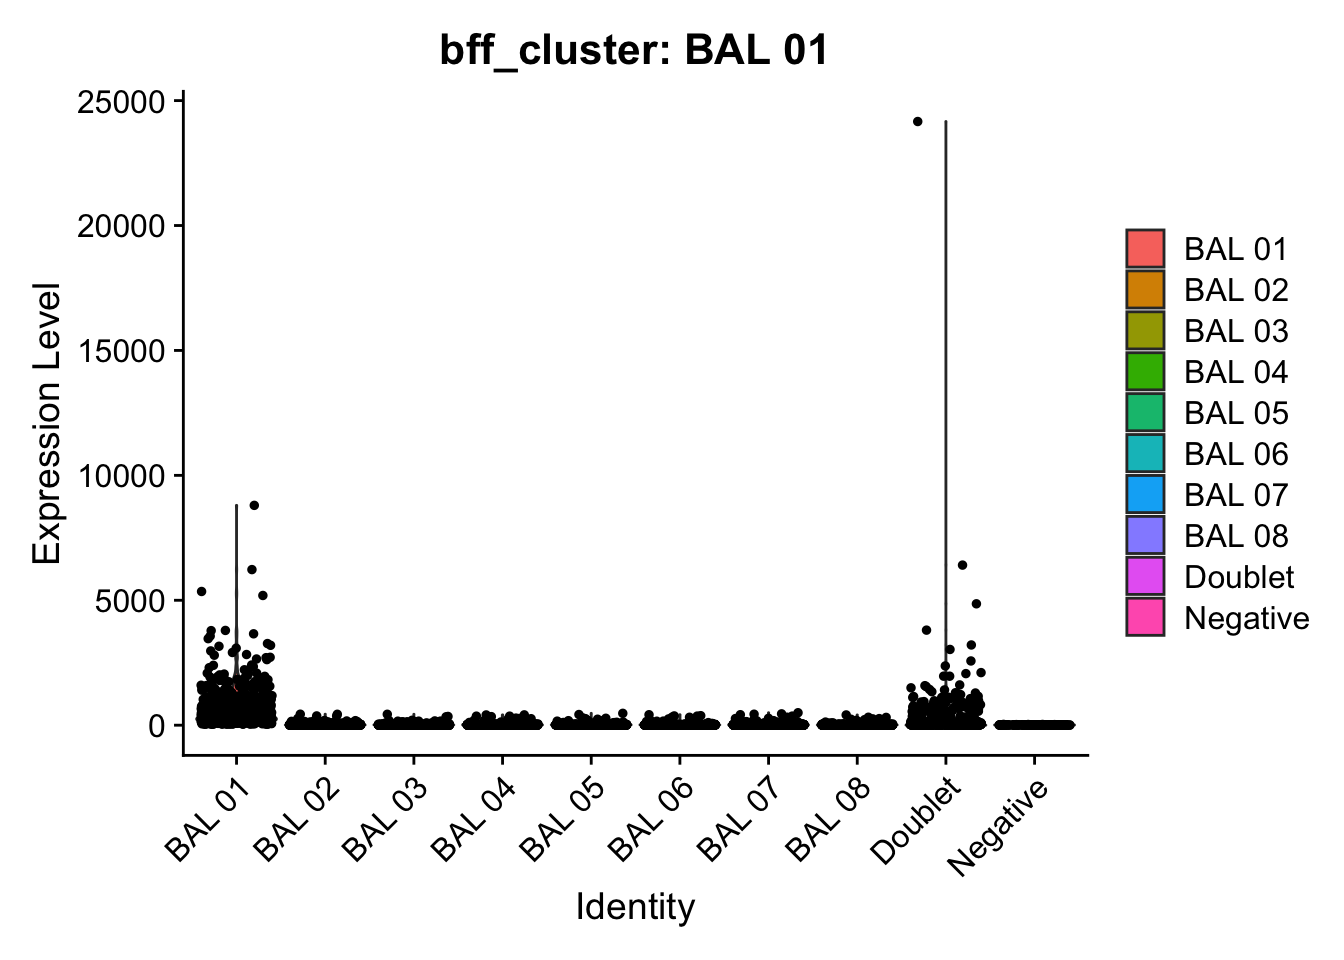 bff_cluster: BAL 01
Expression Level
25000
20000
15000
10000
5000
0
BAL 01
BAL 02
BAL 03
BAL 04
BAL 05
BAL 06
BAL 07
BAL 08
Doublet
Negative
Identity
BAL 01
BAL 02
BAL 03
BAL 04
BAL 05
BAL 06
BAL 07
BAL 08
Doublet
Negative